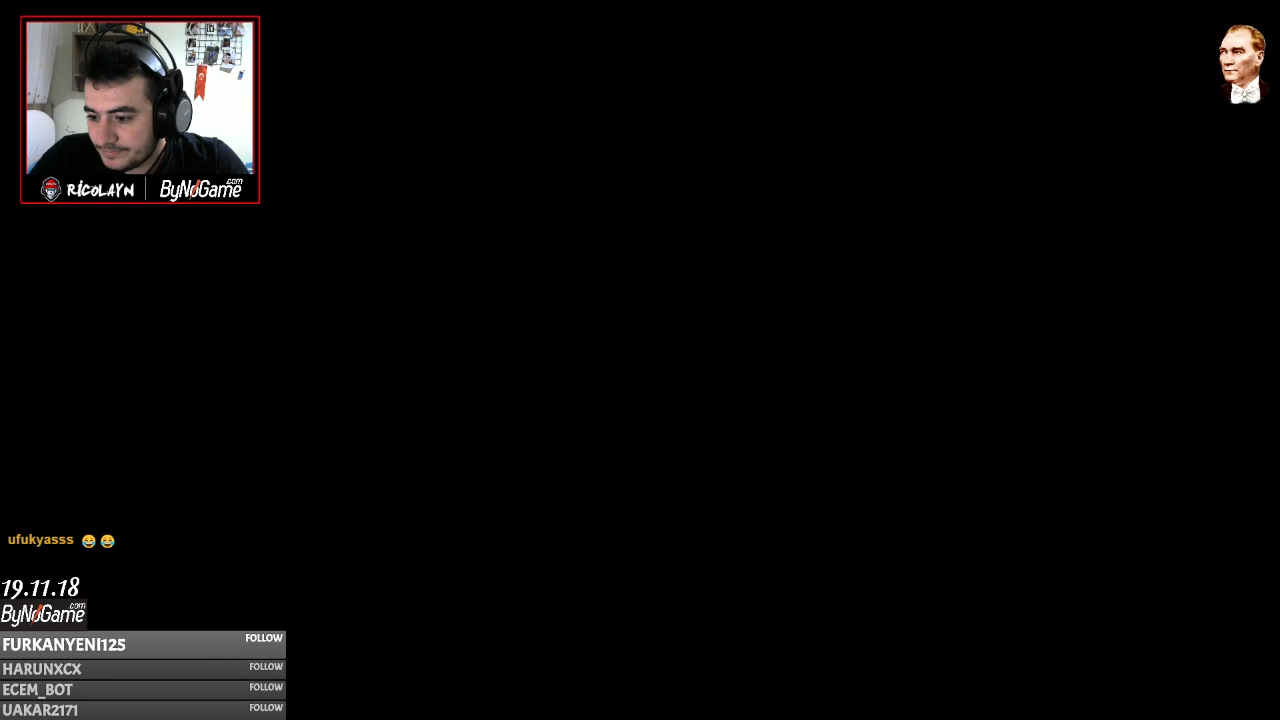 RİCOLAYN | ByNoGame.com
ufukyasss 😂 😂
19.11.18
ByNoGame.com
FURKANYENI125 FOLLOW
HARUNXCX FOLLOW
ECEM_BOT FOLLOW
UAKAR2171 FOLLOW